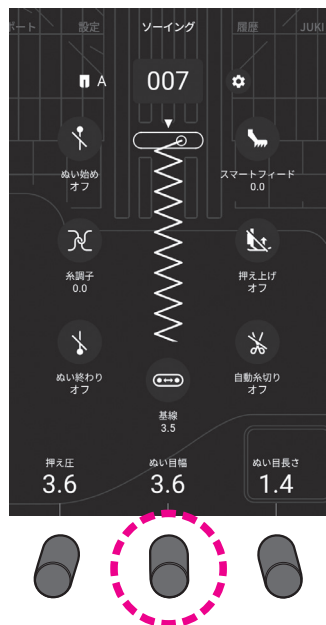 ポート 設定 ソーイング 履歴 JUKI
A 007
ぬい始め
オフ
スマートフィード
0.0
糸調子
0.0
押え上げ
オフ
ぬい終わり
オフ
自動糸切り
オフ
基線
3.5
押え圧
3.6
ぬい目幅
3.6
ぬい目長さ
1.4